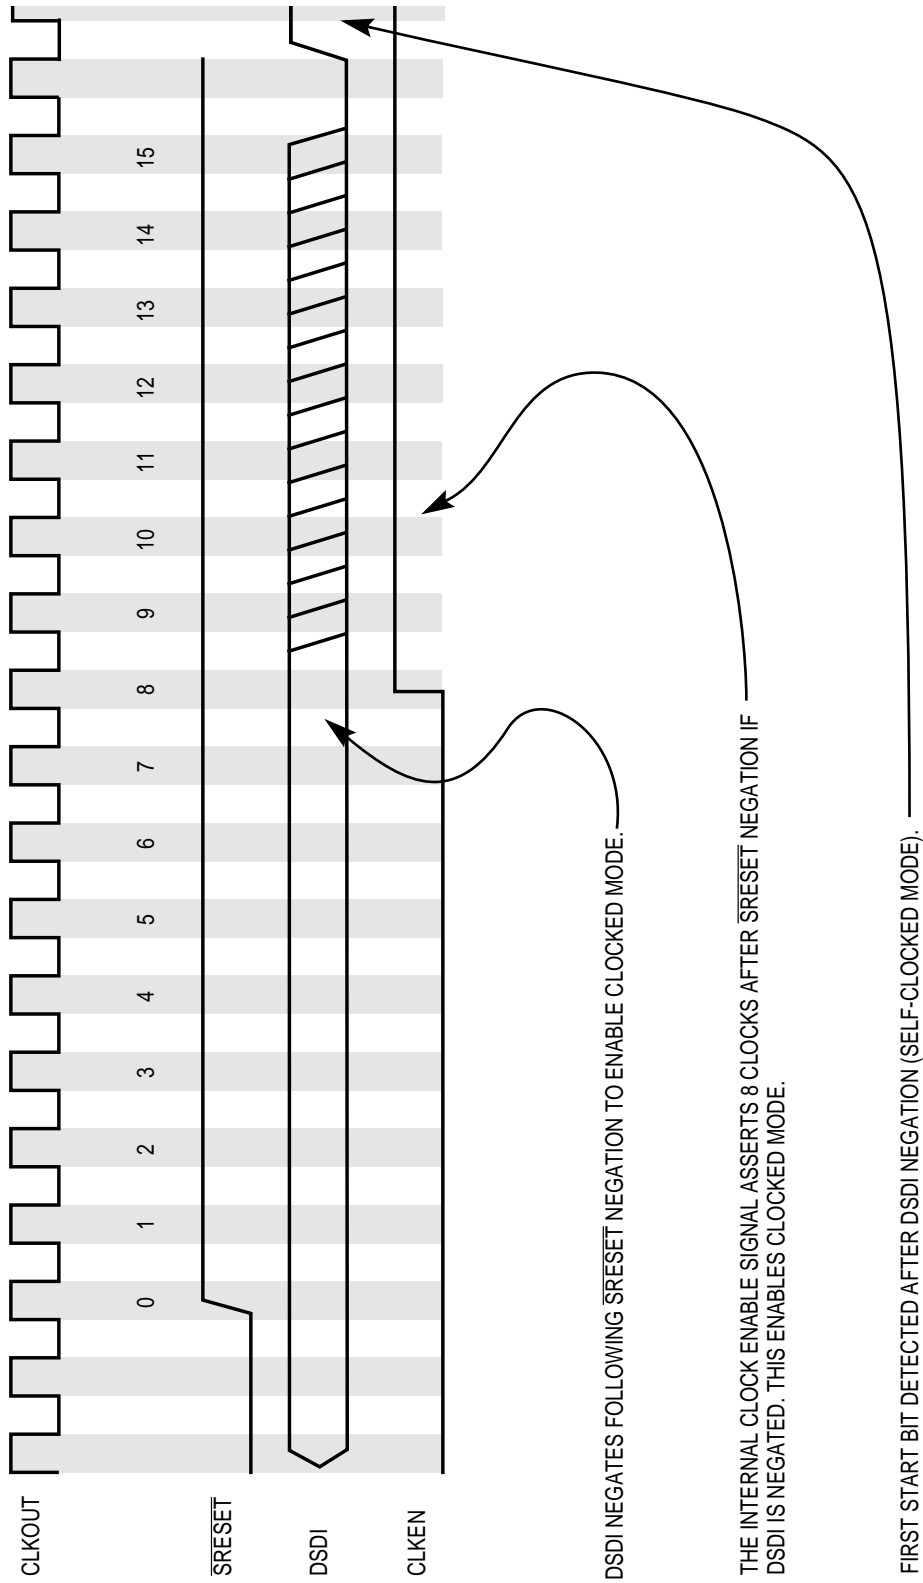 CLKOUT
0 1 2 3 4 5 6 7 8 9 10 11 12 13 14 15
SRESET
DSDI
CLKEN
DSDI NEGATES FOLLOWING SRESET NEGATION TO ENABLE CLOCKED MODE.
THE INTERNAL CLOCK ENABLE SIGNAL ASSERTS 8 CLOCKS AFTER SRESET NEGATION IF
DSDI IS NEGATED. THIS ENABLES CLOCKED MODE.
FIRST START BIT DETECTED AFTER DSDI NEGATION (SELF-CLOCKED MODE).